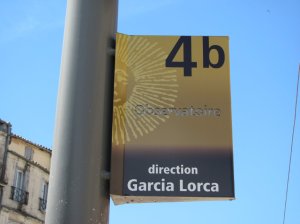 4b
Observatoire
direction
Garcia Lorca